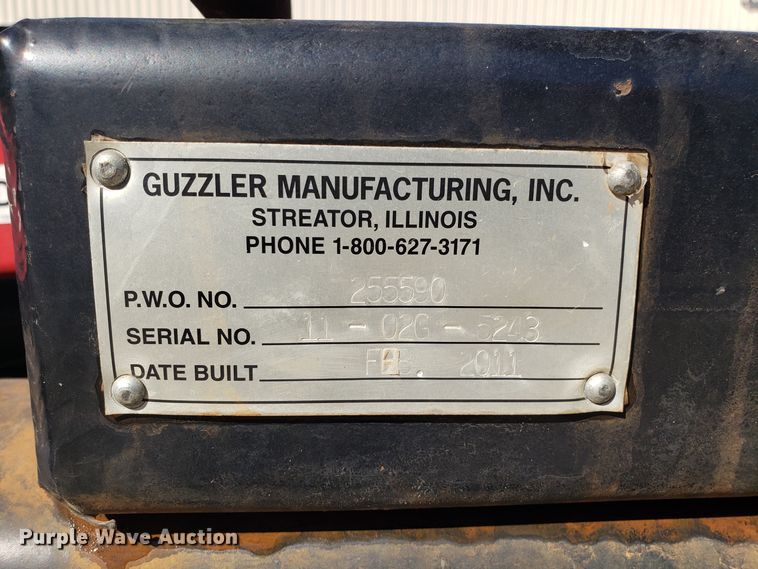 GUZZLER MANUFACTURING, INC.
STREATOR, ILLINOIS
PHONE 1-800-627-3171
P.W.O. NO. 255590
SERIAL NO. 11-02G-5243
DATE BUILT FEB. 2011
Purple Wave Auction